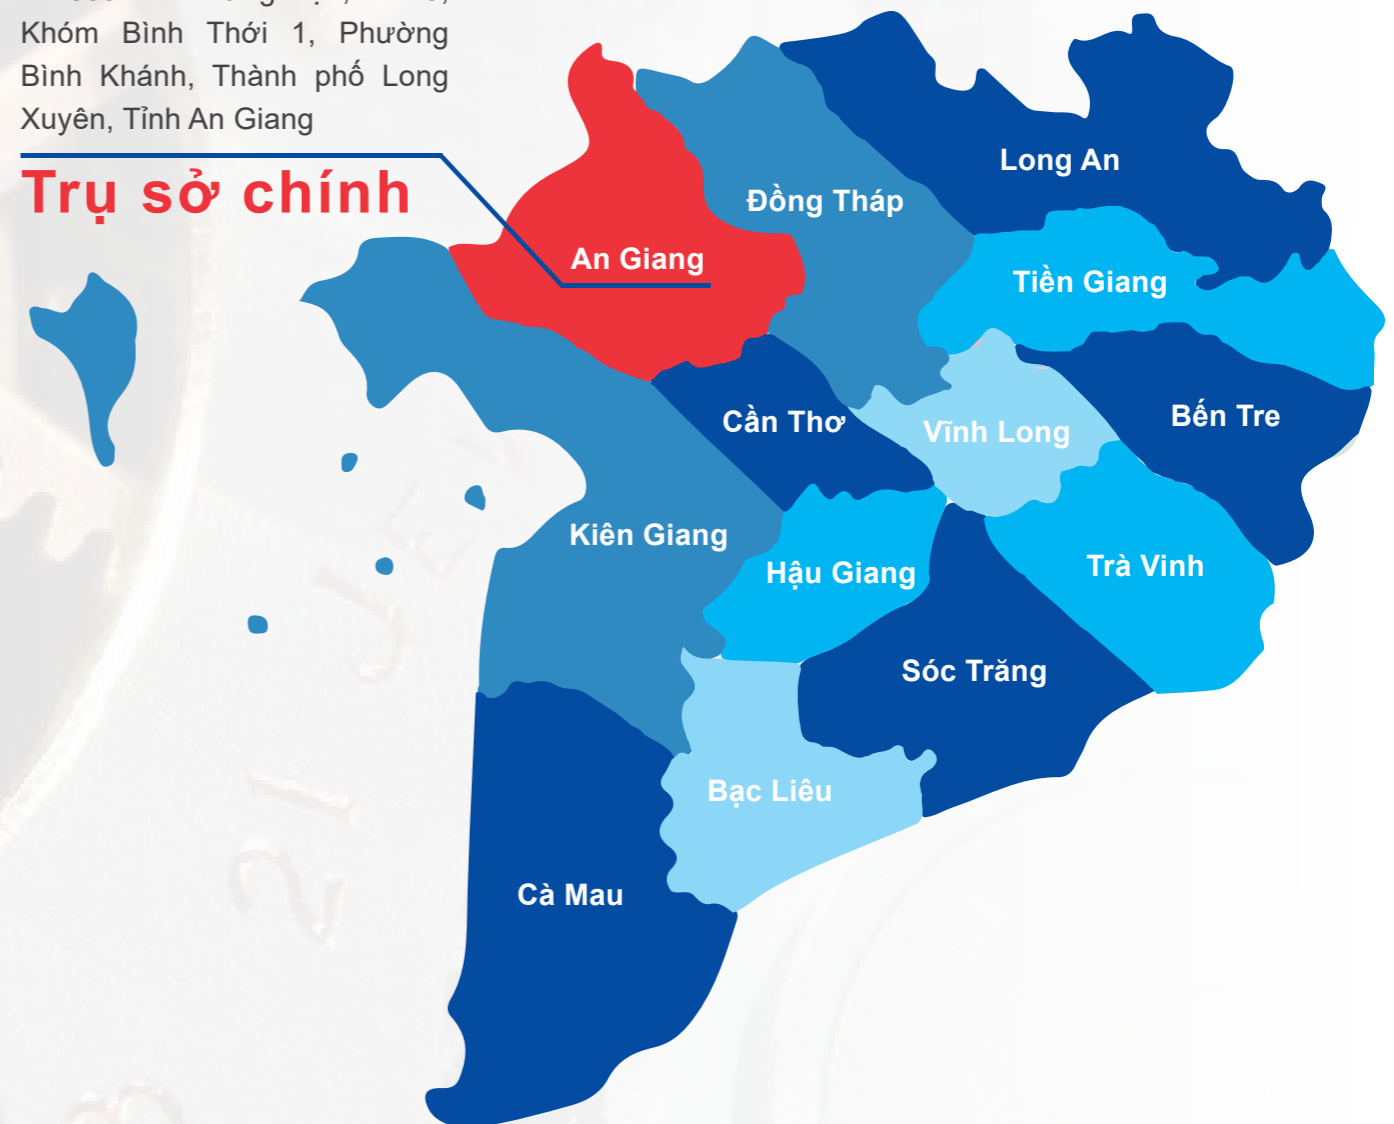 Khóm Bình Thới 1, Phường
Bình Khánh, Thành phố Long
Xuyên, Tỉnh An Giang
Trụ sở chính
Long An
Đồng Tháp
An Giang
Tiền Giang
Bến Tre
Cần Thơ
Vĩnh Long
Kiên Giang
Hậu Giang
Trà Vinh
Sóc Trăng
Bạc Liêu
Cà Mau